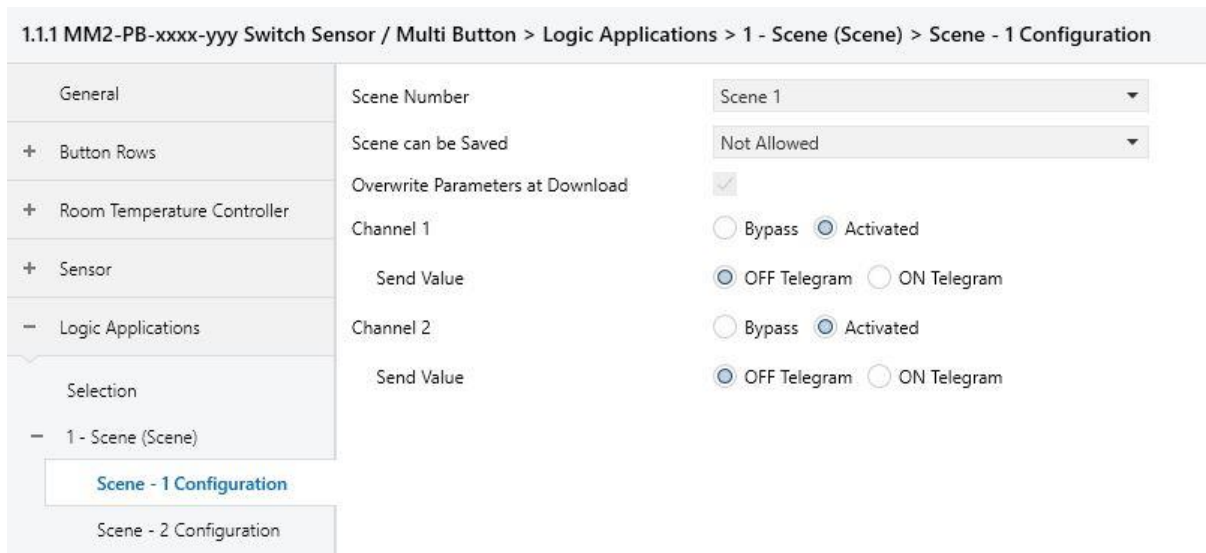 1.1.1 MM2-PB-xxxx-yyy Switch Sensor / Multi Button > Logic Applications > 1 - Scene (Scene) > Scene - 1 Configuration
General
+ Button Rows
+ Room Temperature Controller
+ Sensor
− Logic Applications
Selection
− 1 - Scene (Scene)
Scene - 1 Configuration
Scene - 2 Configuration
Scene Number Scene 1
Scene can be Saved Not Allowed
Overwrite Parameters at Download
Channel 1 Bypass Activated
Send Value OFF Telegram ON Telegram
Channel 2 Bypass Activated
Send Value OFF Telegram ON Telegram